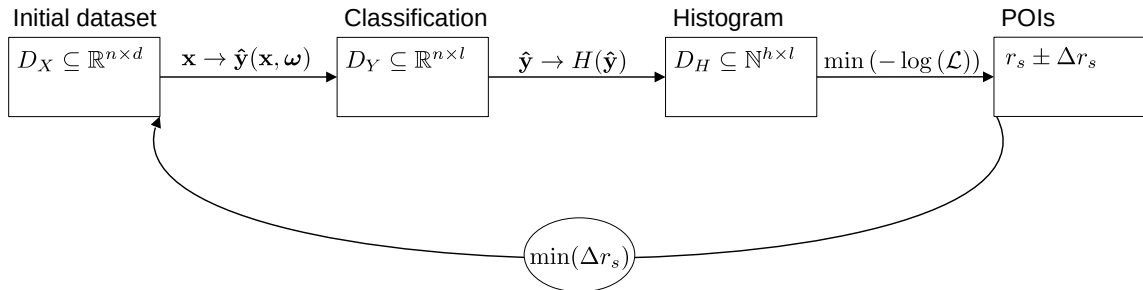 Initial dataset
Classification
Histogram
POIs
D_X ⊆ ℝ^{n×d}
x → ŷ(x, ω)
D_Y ⊆ ℝ^{n×l}
ŷ → H(ŷ)
D_H ⊆ ℕ^{h×l}
min (− log (ℒ))
r_s ± Δr_s
min(Δr_s)